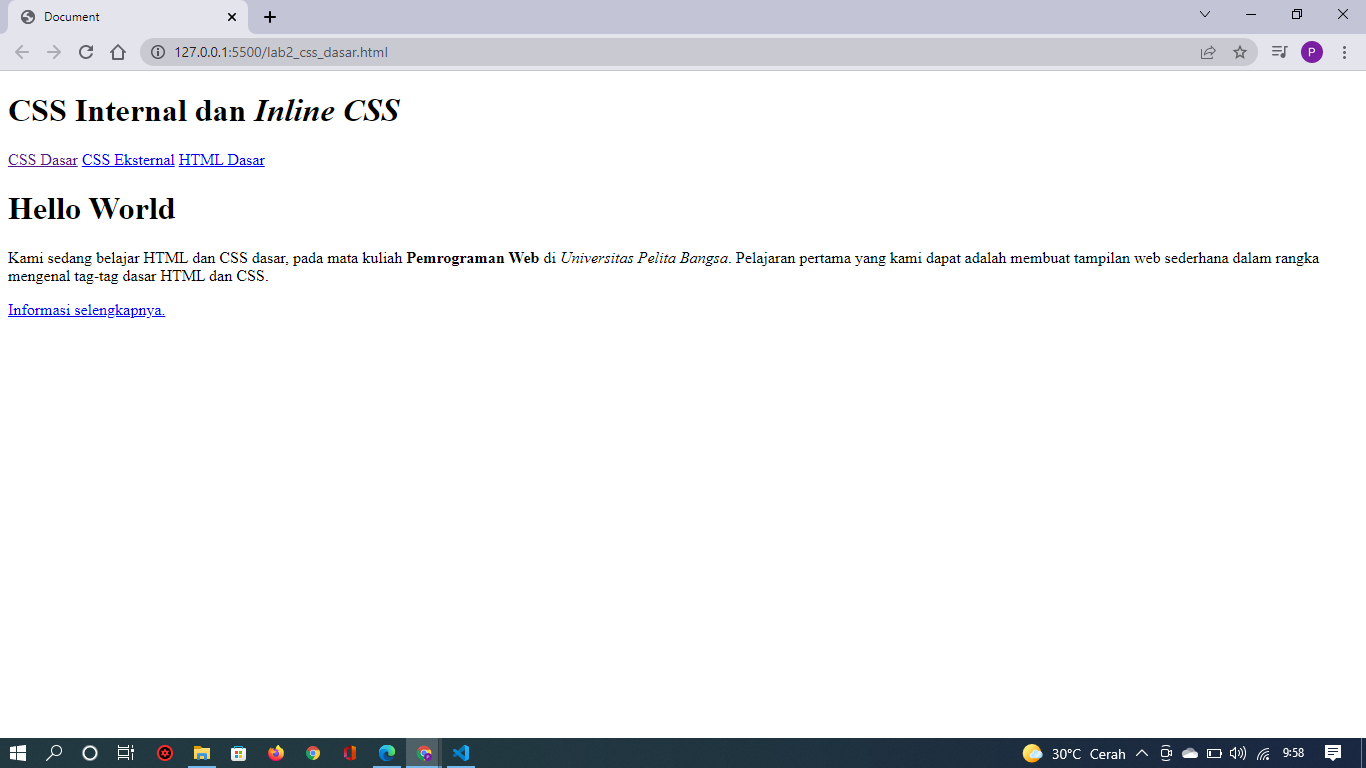 Document
127.0.0.1:5500/lab2_css_dasar.html
P
CSS Internal dan Inline CSS
CSS Dasar CSS Eksternal HTML Dasar
Hello World
Kami sedang belajar HTML dan CSS dasar, pada mata kuliah Pemrograman Web di Universitas Pelita Bangsa. Pelajaran pertama yang kami dapat adalah membuat tampilan web sederhana dalam rangka
mengenal tag-tag dasar HTML dan CSS.
Informasi selengkapnya.
30°C Cerah 9:58